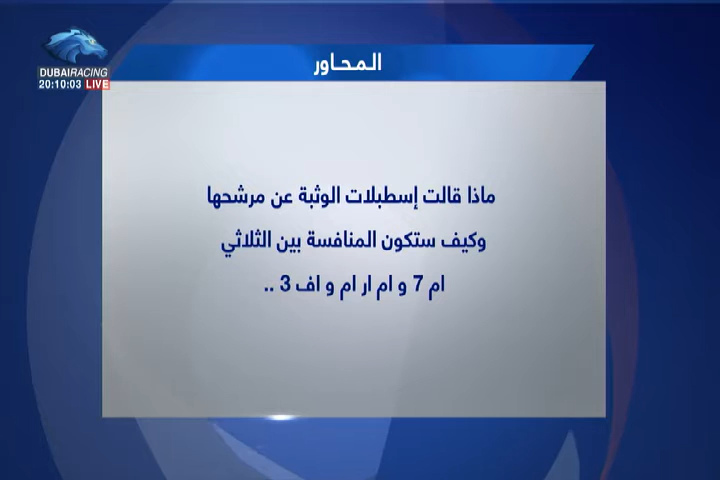 DUBAIRACING
20:10:03 LIVE
المحاور
ماذا قالت إسطبلات الوثبة عن مرشحها
وكيف ستكون المنافسة بين الثلاثي
ام 7 و ام ار ام و اف 3 ..